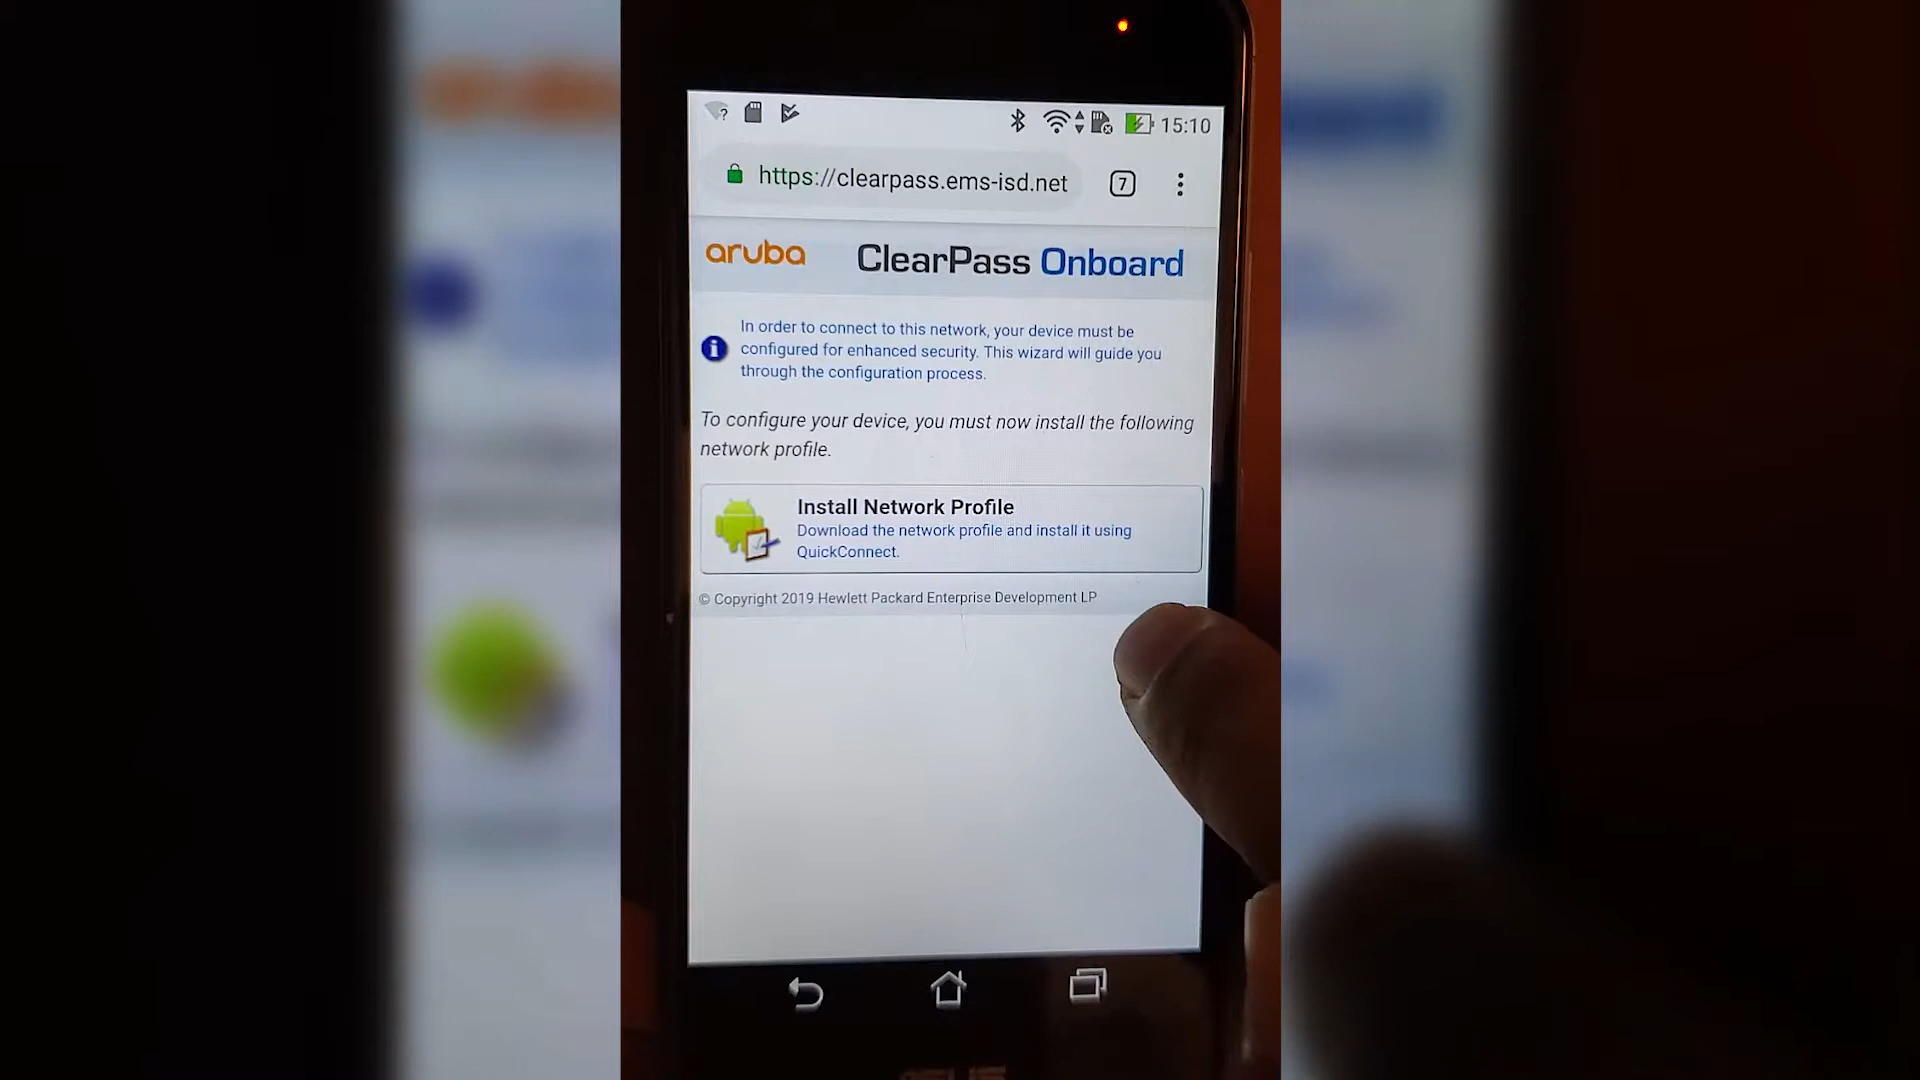 15:10
https://clearpass.ems-isd.net
7
aruba ClearPass Onboard
In order to connect to this network, your device must be
configured for enhanced security. This wizard will guide you
through the configuration process.
To configure your device, you must now install the following
network profile.
Install Network Profile
Download the network profile and install it using
QuickConnect.
© Copyright 2019 Hewlett Packard Enterprise Development LP